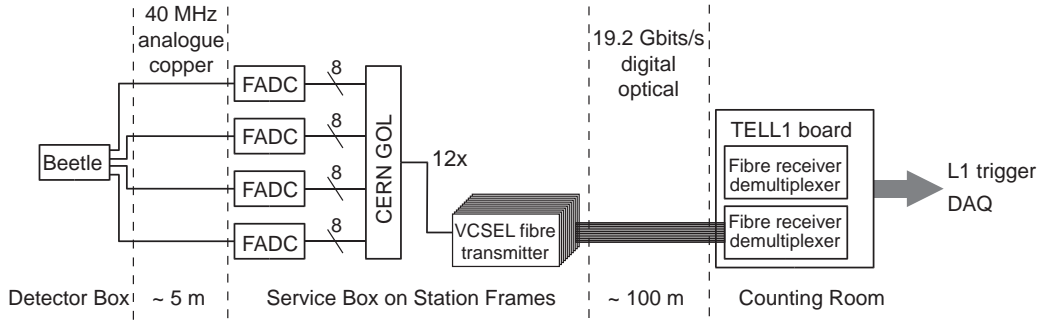 40 MHz
analogue
copper
19.2 Gbits/s
digital
optical
Beetle
FADC
8
FADC
8
FADC
8
FADC
8
CERN GOL
12x
VCSEL fibre
transmitter
TELL1 board
Fibre receiver
demultiplexer
Fibre receiver
demultiplexer
L1 trigger
DAQ
Detector Box
~ 5 m
Service Box on Station Frames
~ 100 m
Counting Room